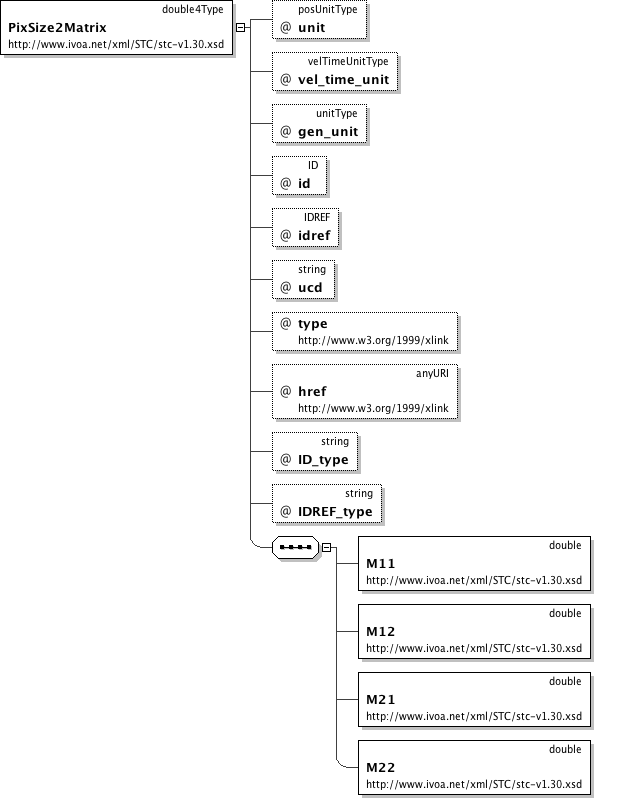 double4Type
PixSize2Matrix
http://www.ivoa.net/xml/STC/stc-v1.30.xsd
posUnitType
@ unit
velTimeUnitType
@ vel_time_unit
unitType
@ gen_unit
ID
@ id
IDREF
@ idref
string
@ ucd
@ type
http://www.w3.org/1999/xlink
anyURI
@ href
http://www.w3.org/1999/xlink
string
@ ID_type
string
@ IDREF_type
double
M11
http://www.ivoa.net/xml/STC/stc-v1.30.xsd
double
M12
http://www.ivoa.net/xml/STC/stc-v1.30.xsd
double
M21
http://www.ivoa.net/xml/STC/stc-v1.30.xsd
double
M22
http://www.ivoa.net/xml/STC/stc-v1.30.xsd